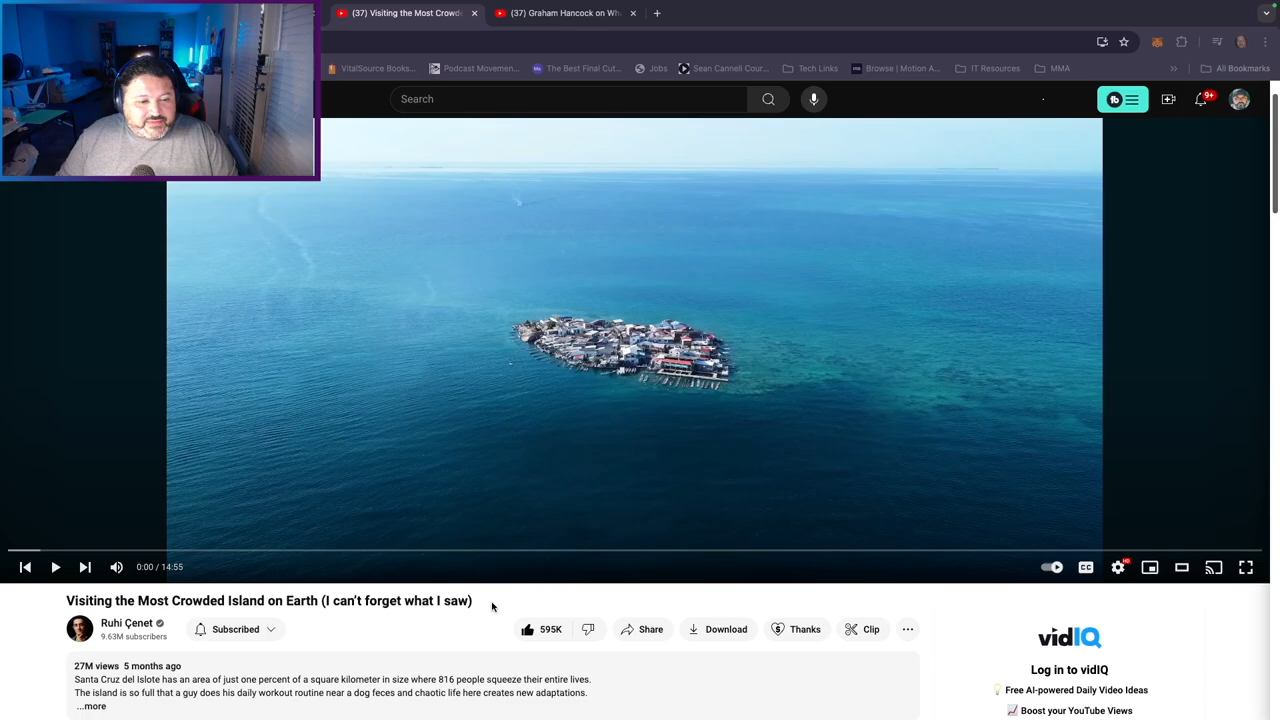 (37) Visiting the Most Crowde
(37) Graham Hancock on Wh
VitalSource Books...
Podcast Movemen...
The Best Final Cut...
Jobs
Sean Cannell Cour...
Tech Links
Browse | Motion A...
IT Resources
MMA
All Bookmarks
Search
9+
0:00 / 14:55
CC
HD
Visiting the Most Crowded Island on Earth (I can't forget what I saw)
Ruhi Çenet
9.63M subscribers
Subscribed
595K
Share
Download
Thanks
Clip
27M views 5 months ago
Santa Cruz del Islote has an area of just one percent of a square kilometer in size where 816 people squeeze their entire lives.
The island is so full that a guy does his daily workout routine near a dog feces and chaotic life here creates new adaptations.
...more
vidIQ
Log in to vidIQ
Free AI-powered Daily Video Ideas
Boost your YouTube Views